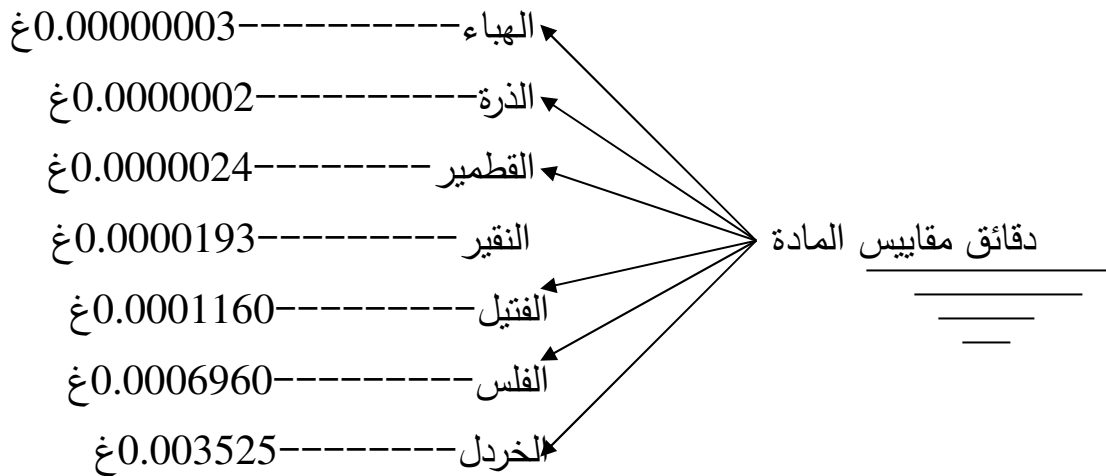 الهباء----------0.00000003غ
الذرة----------0.0000002غ
القطمير --------0.0000024غ
النقير ---------0.0000193غ
دقائق مقاييس المادة
الفتيل---------0.0001160غ
الفلس---------0.0006960غ
الخردل --------0.003525غ